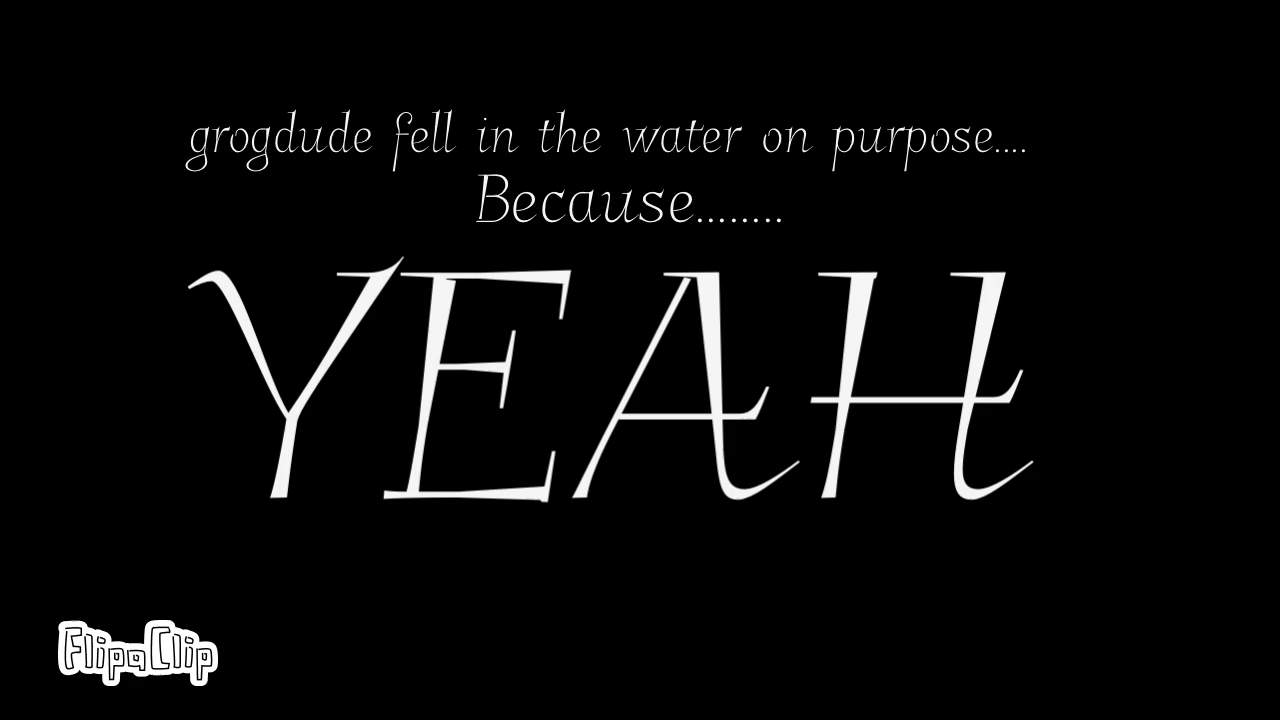 grogdude fell in the water on purpose....
Because........
YEAH
FlipaClip